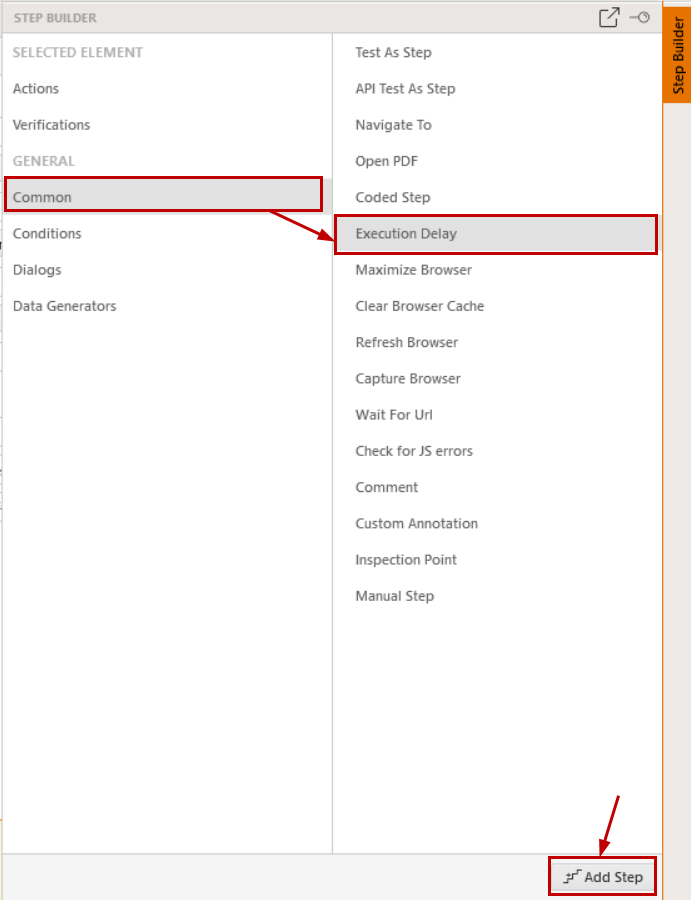 STEP BUILDER
SELECTED ELEMENT
Actions
Verifications
GENERAL
Common
Conditions
Dialogs
Data Generators
Test As Step
API Test As Step
Navigate To
Open PDF
Coded Step
Execution Delay
Maximize Browser
Clear Browser Cache
Refresh Browser
Capture Browser
Wait For Url
Check for JS errors
Comment
Custom Annotation
Inspection Point
Manual Step
Add Step
Step Builder